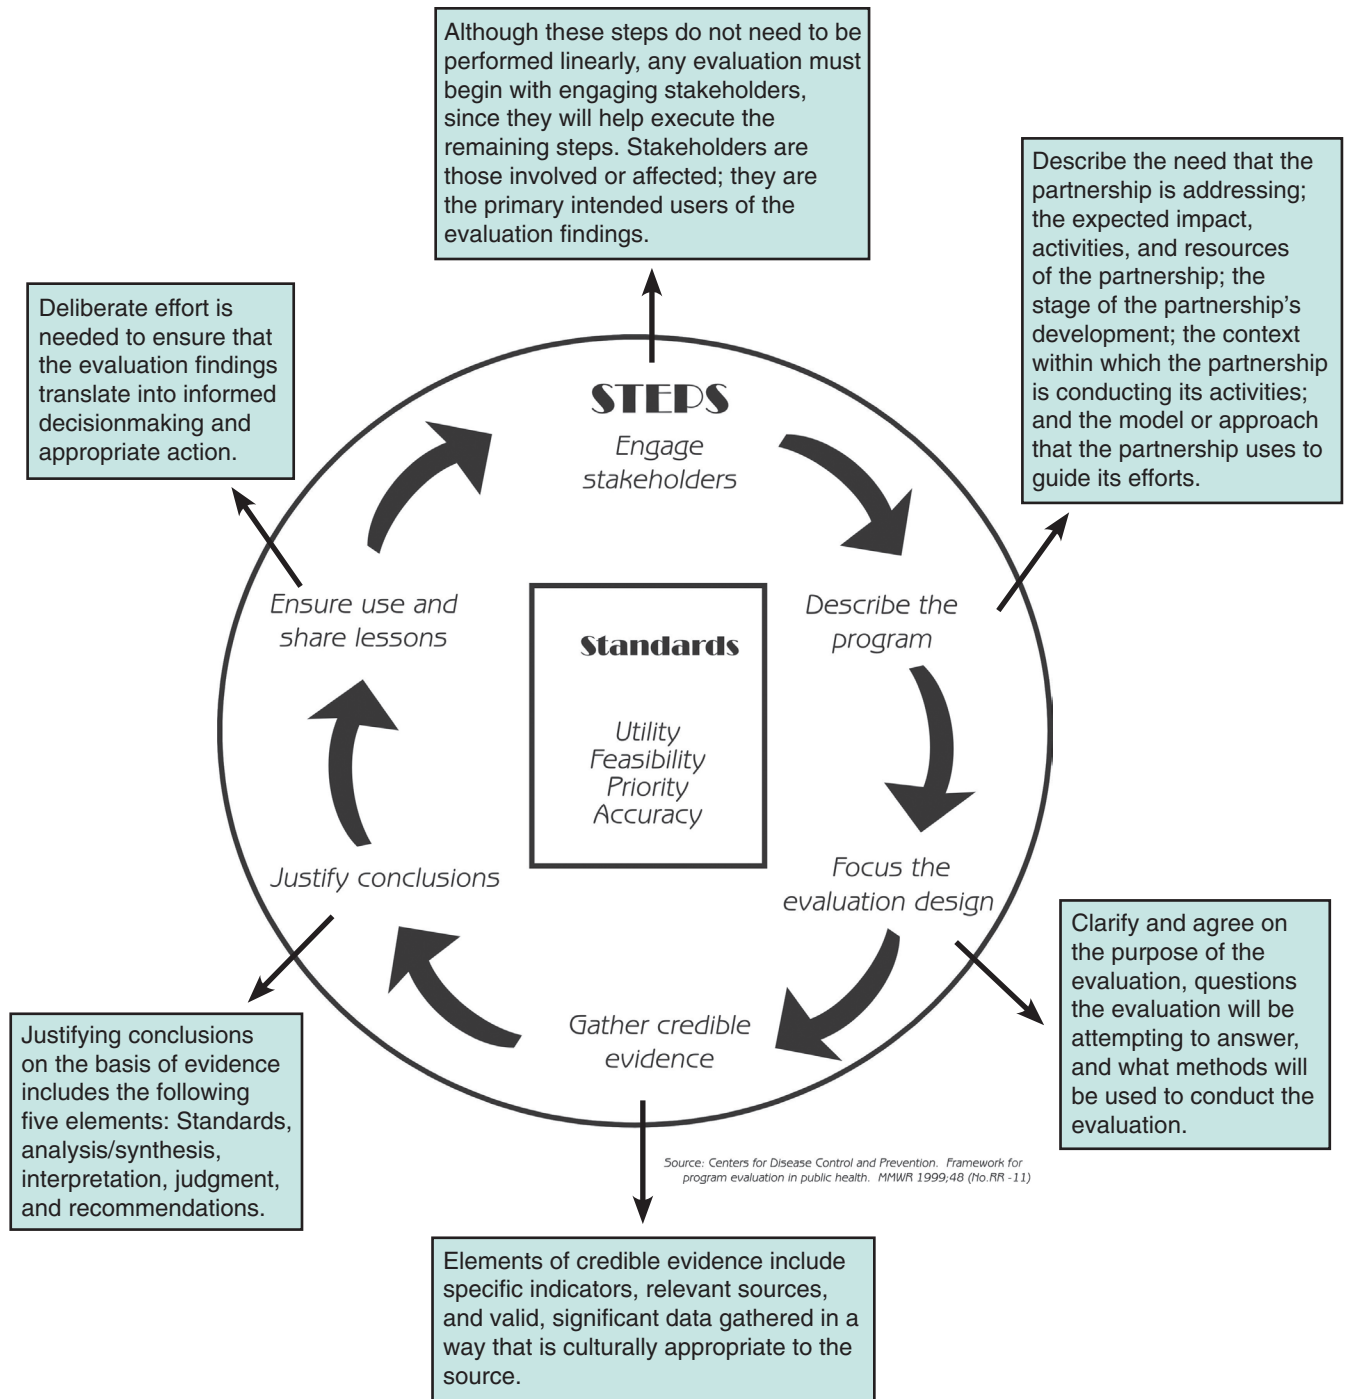 Although these steps do not need to be
performed linearly, any evaluation must
begin with engaging stakeholders,
since they will help execute the
remaining steps. Stakeholders are
those involved or affected; they are
the primary intended users of the
evaluation findings.
Describe the need that the
partnership is addressing;
the expected impact,
activities, and resources
of the partnership; the
stage of the partnership's
development; the context
within which the partnership
is conducting its activities;
and the model or approach
that the partnership uses to
guide its efforts.
Deliberate effort is
needed to ensure that
the evaluation findings
translate into informed
decisionmaking and
appropriate action.
STEPS
Engage
stakeholders
Ensure use and
share lessons
Describe the
program
Standards
Utility
Feasibility
Priority
Accuracy
Justify conclusions
Focus the
evaluation design
Gather credible
evidence
Clarify and agree on
the purpose of the
evaluation, questions
the evaluation will be
attempting to answer,
and what methods will
be used to conduct the
evaluation.
Justifying conclusions
on the basis of evidence
includes the following
five elements: Standards,
analysis/synthesis,
interpretation, judgment,
and recommendations.
Source: Centers for Disease Control and Prevention. Framework for
program evaluation in public health. MMWR 1999;48 (No.RR -11)
Elements of credible evidence include
specific indicators, relevant sources,
and valid, significant data gathered in a
way that is culturally appropriate to the
source.